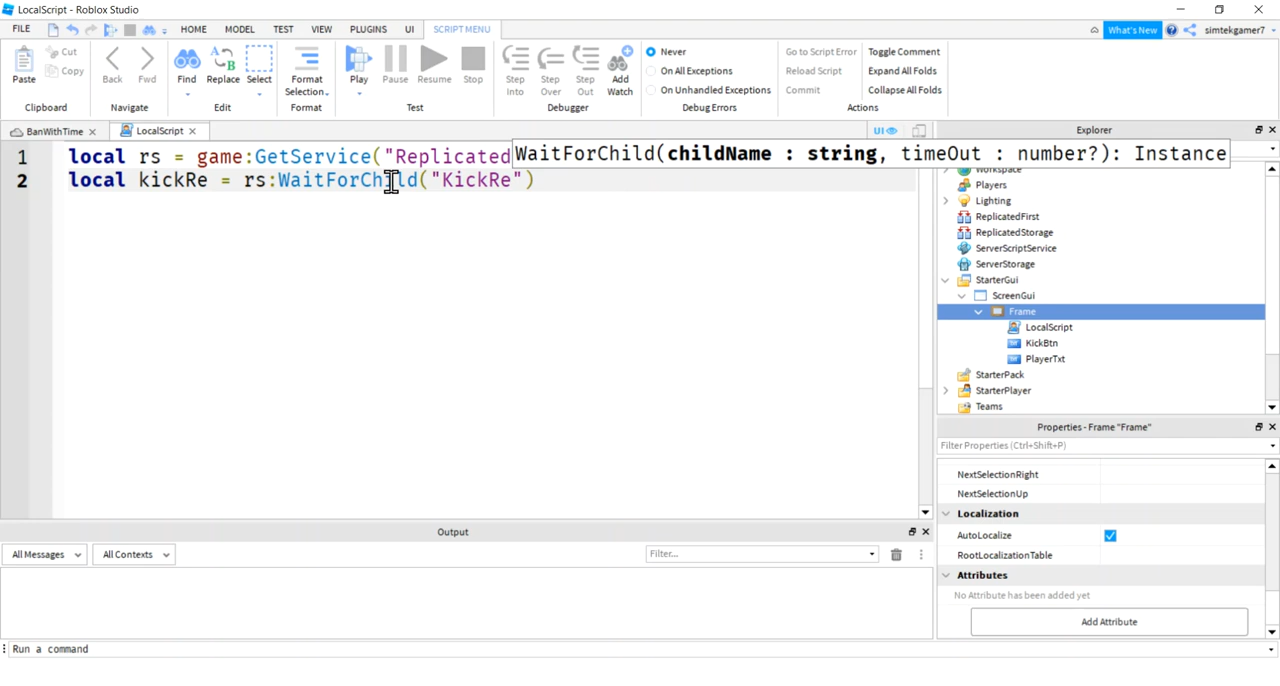 LocalScript - Roblox Studio
FILE HOME MODEL TEST VIEW PLUGINS UI SCRIPT MENU What's New simtekgamer7
Paste Cut Copy Back Fwd Find Replace Select Format Selection Play Pause Resume Stop Step Into Step Over Step Out Add Watch
Never
On All Exceptions
On Unhandled Exceptions
Go to Script Error
Reload Script
Commit
Toggle Comment
Expand All Folds
Collapse All Folds
Clipboard Navigate Edit Format Test Debugger Debug Errors Actions
BanWithTime LocalScript UI Explorer
1 local rs = game:GetService("Replicated
WaitForChild(childName : string, timeOut : number?): Instance
2 local kickRe = rs:WaitForChild("KickRe")
Workspace
Players
Lighting
ReplicatedFirst
ReplicatedStorage
ServerScriptService
ServerStorage
StarterGui
ScreenGui
Frame
LocalScript
KickBtn
PlayerTxt
StarterPack
StarterPlayer
Teams
Properties - Frame "Frame"
Filter Properties (Ctrl+Shift+P)
NextSelectionRight
NextSelectionUp
Localization
AutoLocalize
RootLocalizationTable
Attributes
No Attribute has been added yet
Add Attribute
Output
All Messages All Contexts Filter...
Run a command